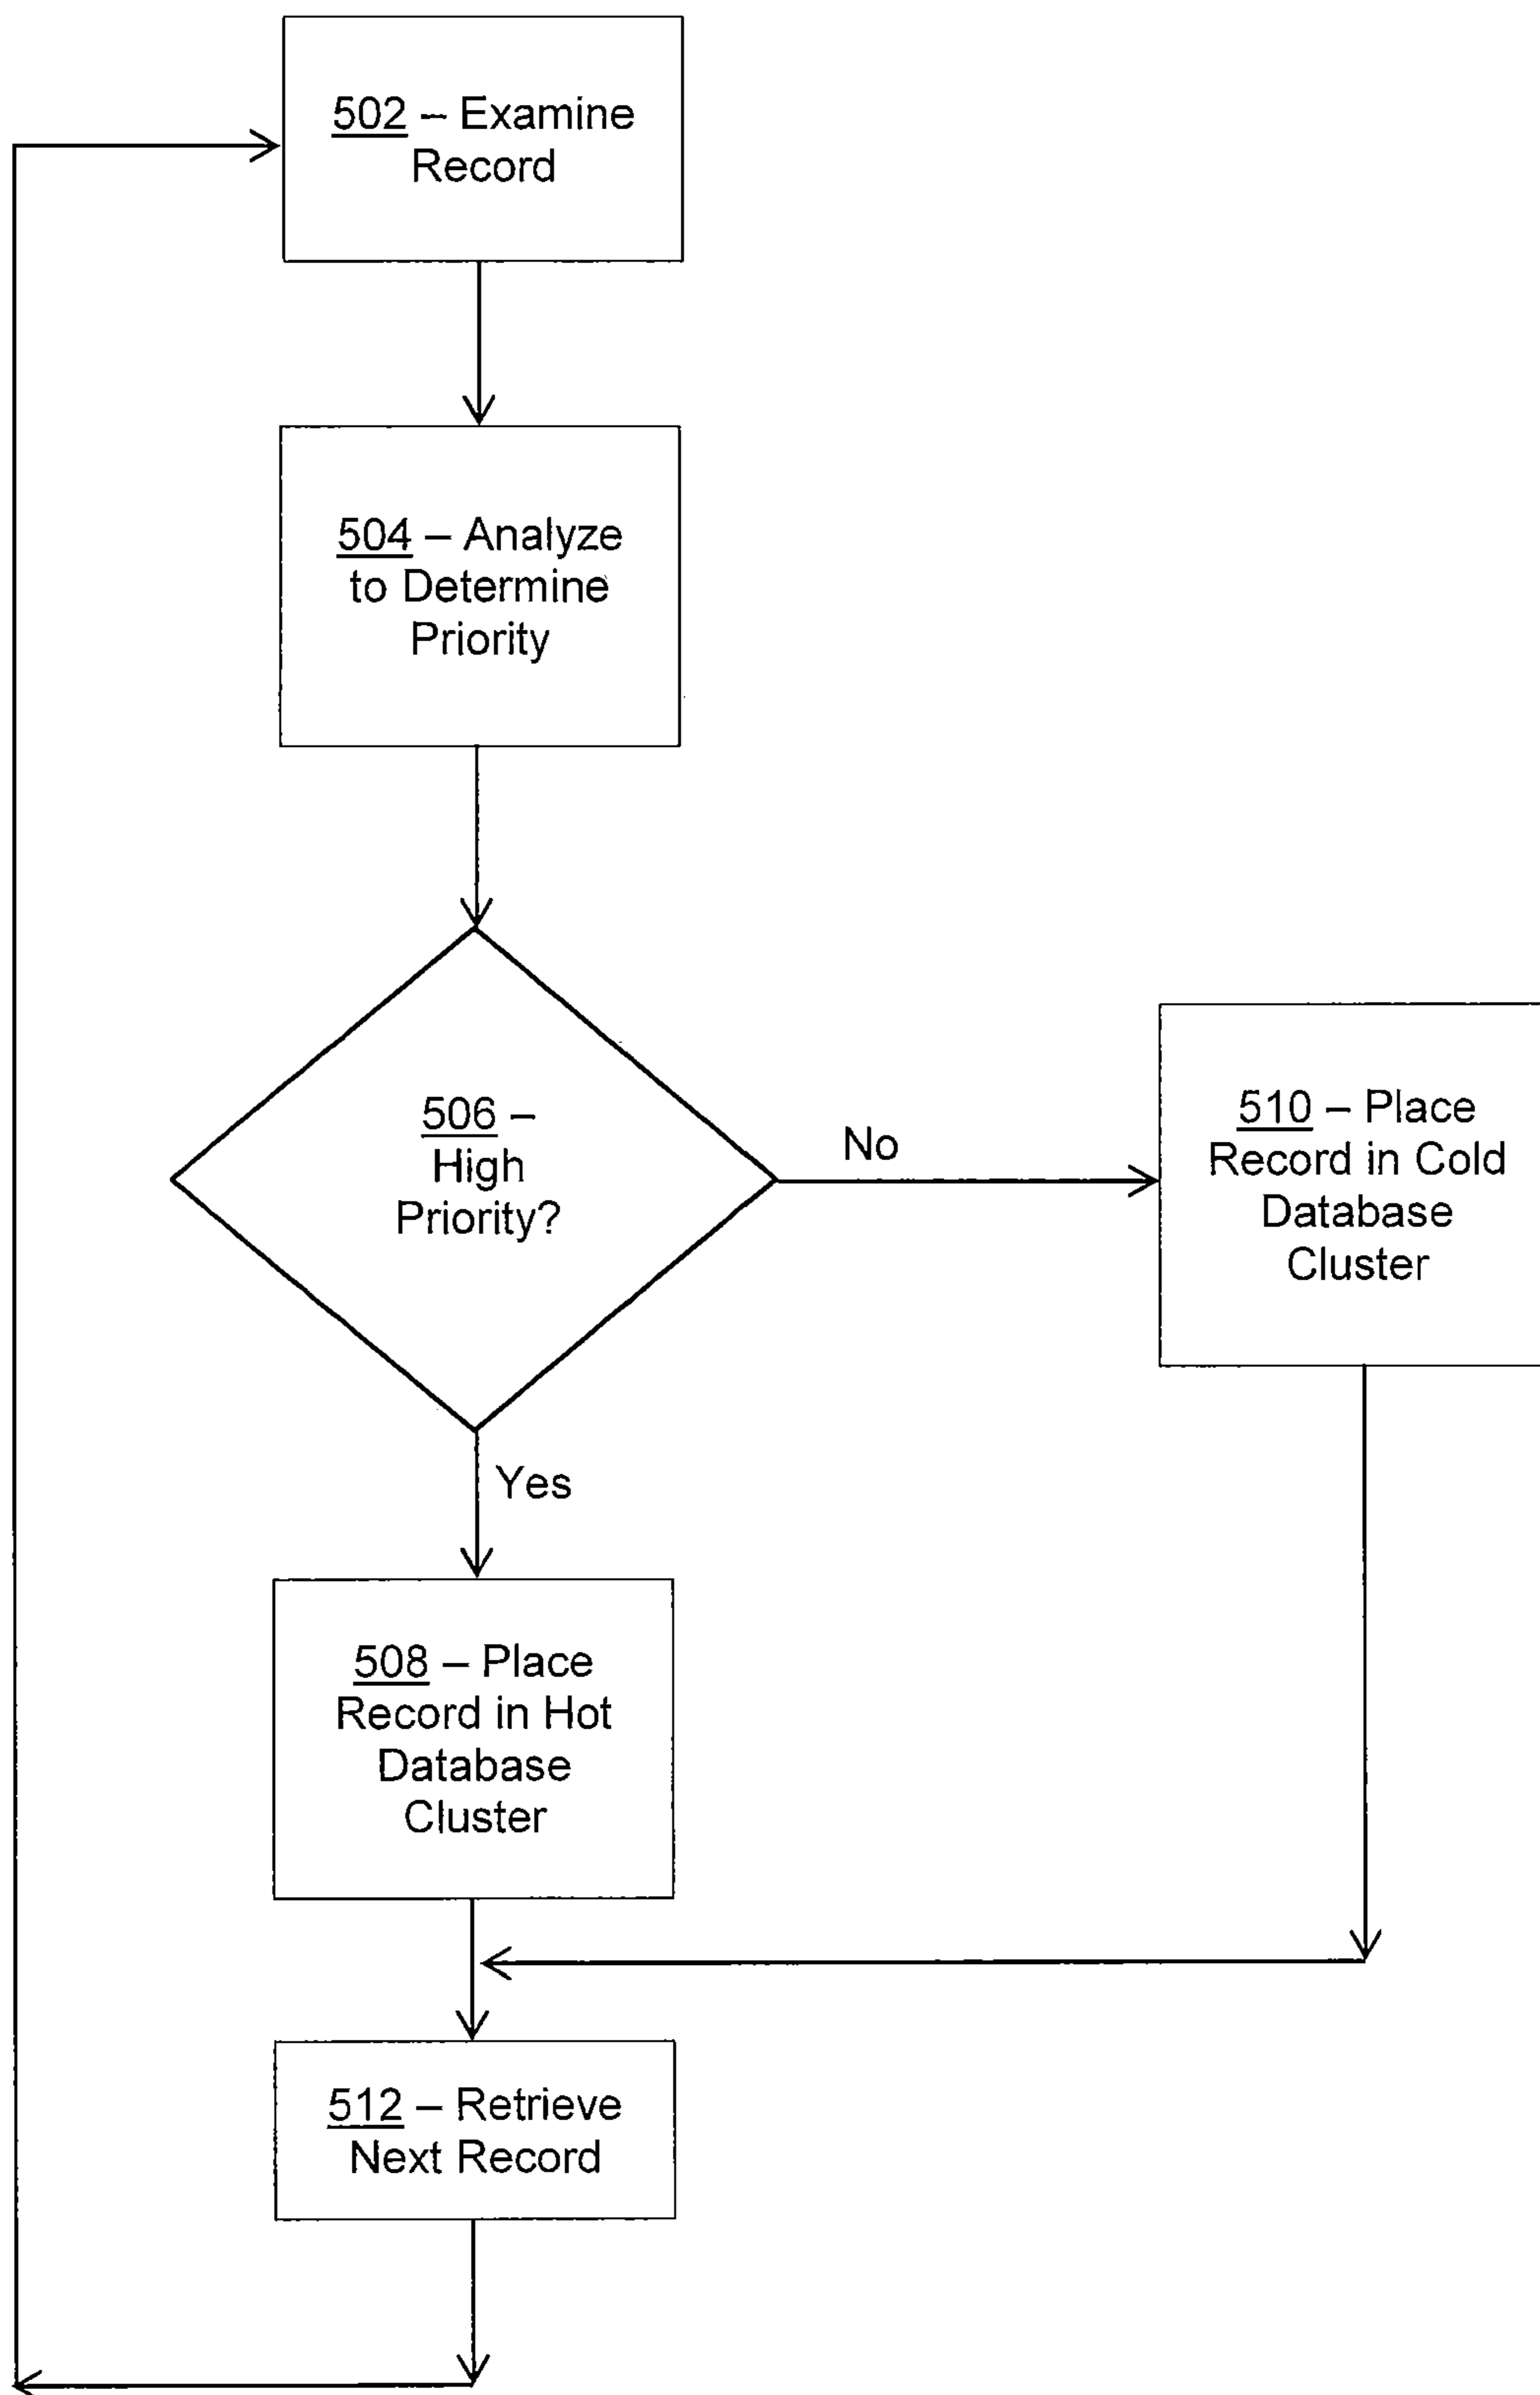 502 – Examine
Record
504 – Analyze
to Determine
Priority
506 –
High
Priority?
No
510 – Place
Record in Cold
Database
Cluster
Yes
508 – Place
Record in Hot
Database
Cluster
512 – Retrieve
Next Record